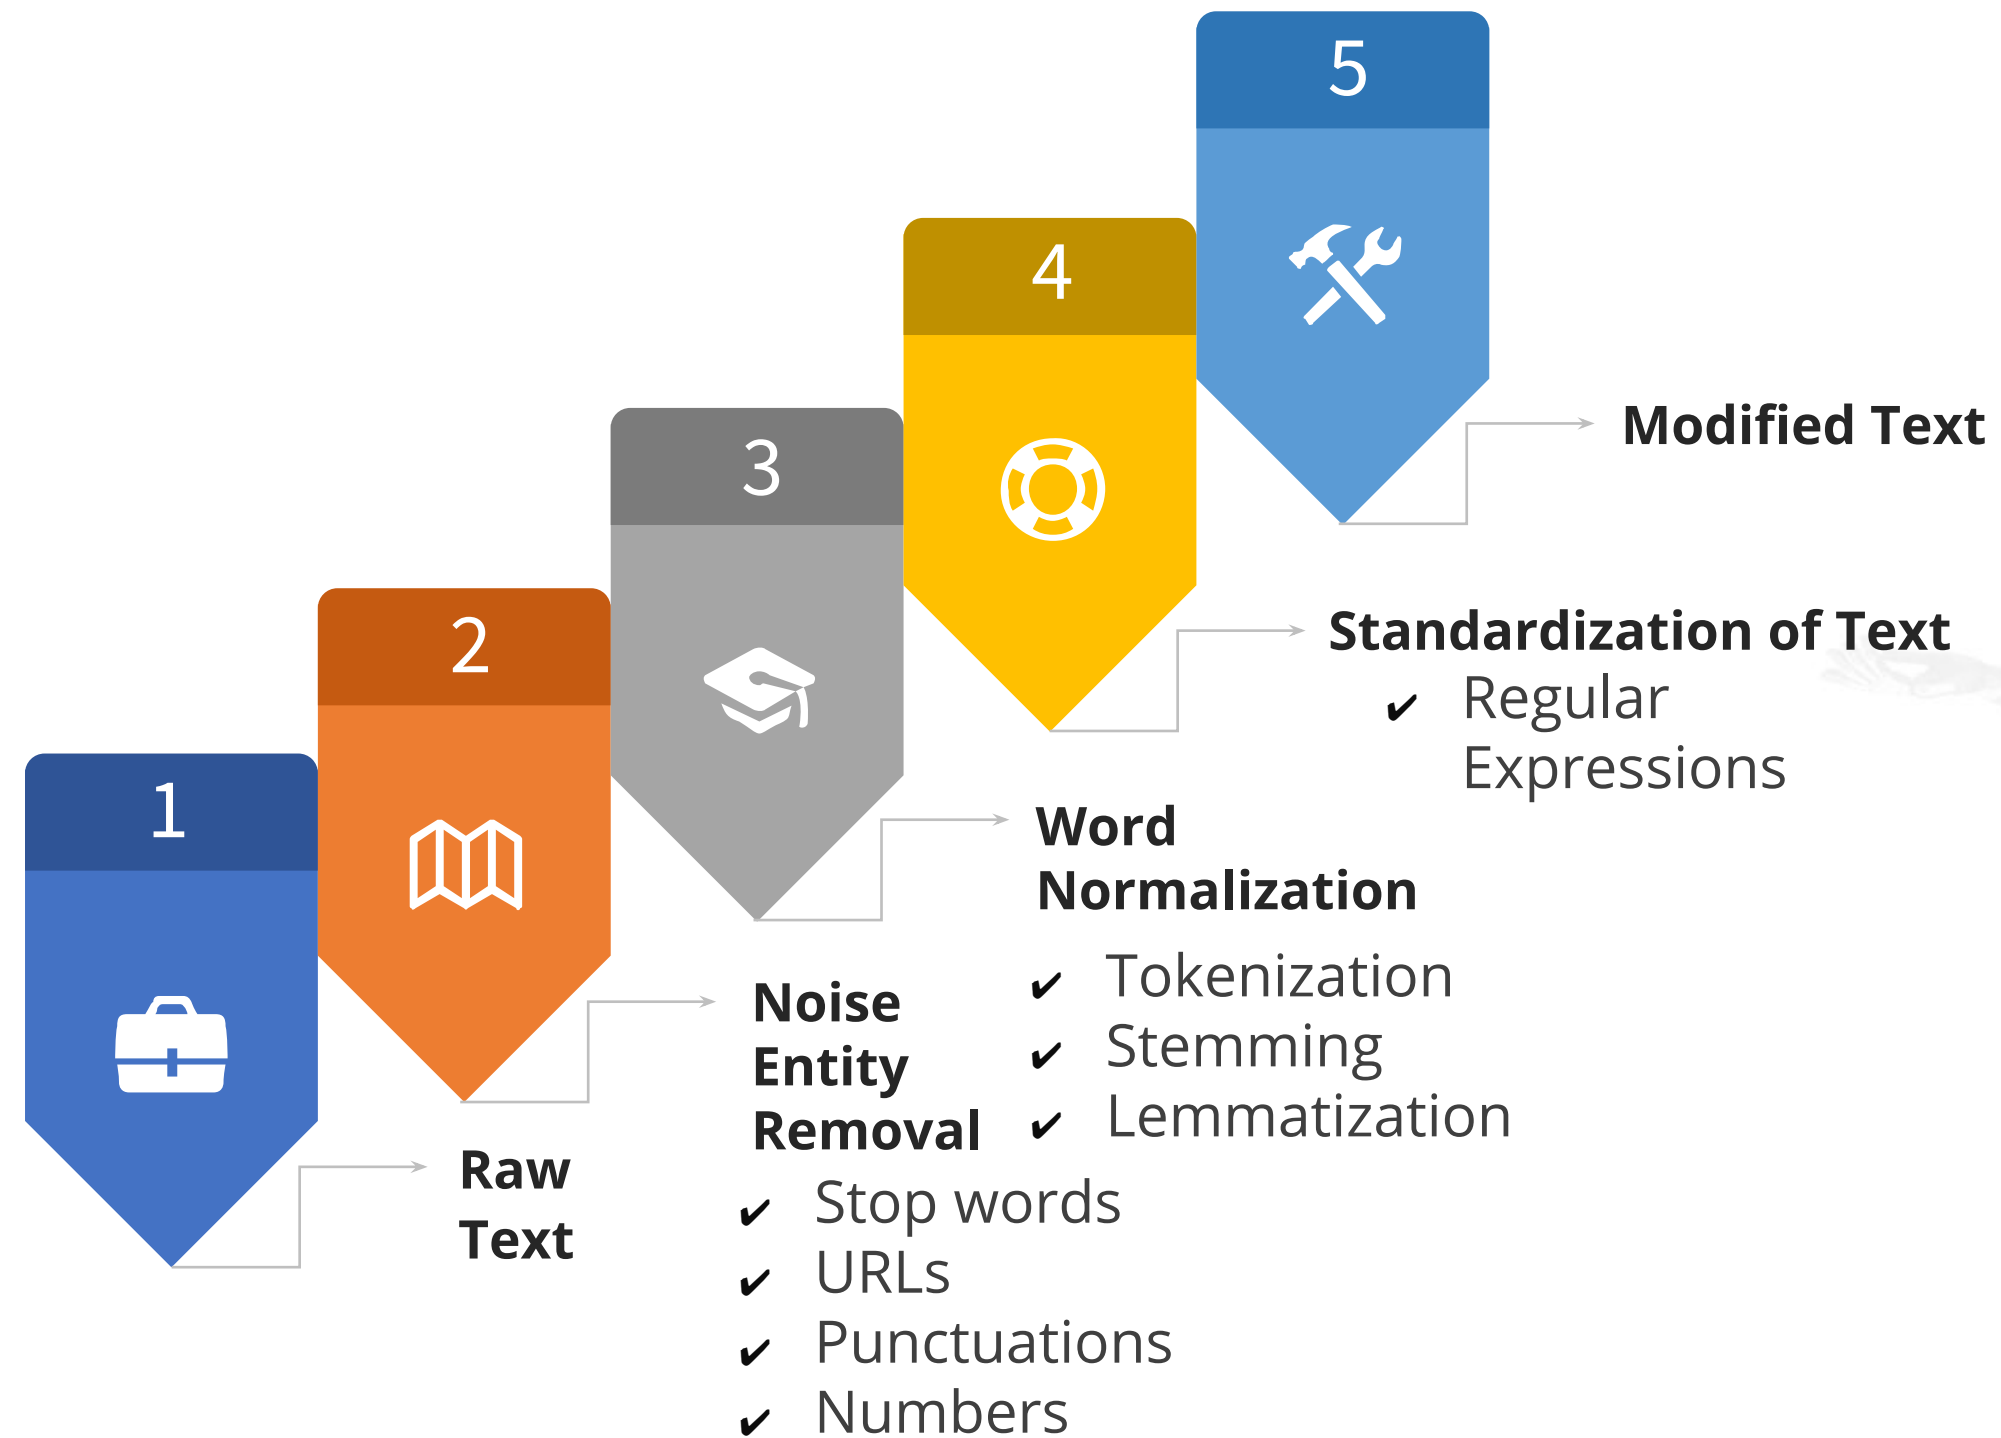 1
Raw
Text
2
Noise
Entity
Removal
✔ Stop words
✔ URLs
✔ Punctuations
✔ Numbers
3
Word
Normalization
✔ Tokenization
✔ Stemming
✔ Lemmatization
4
Standardization of Text
✔ Regular
Expressions
5
Modified Text